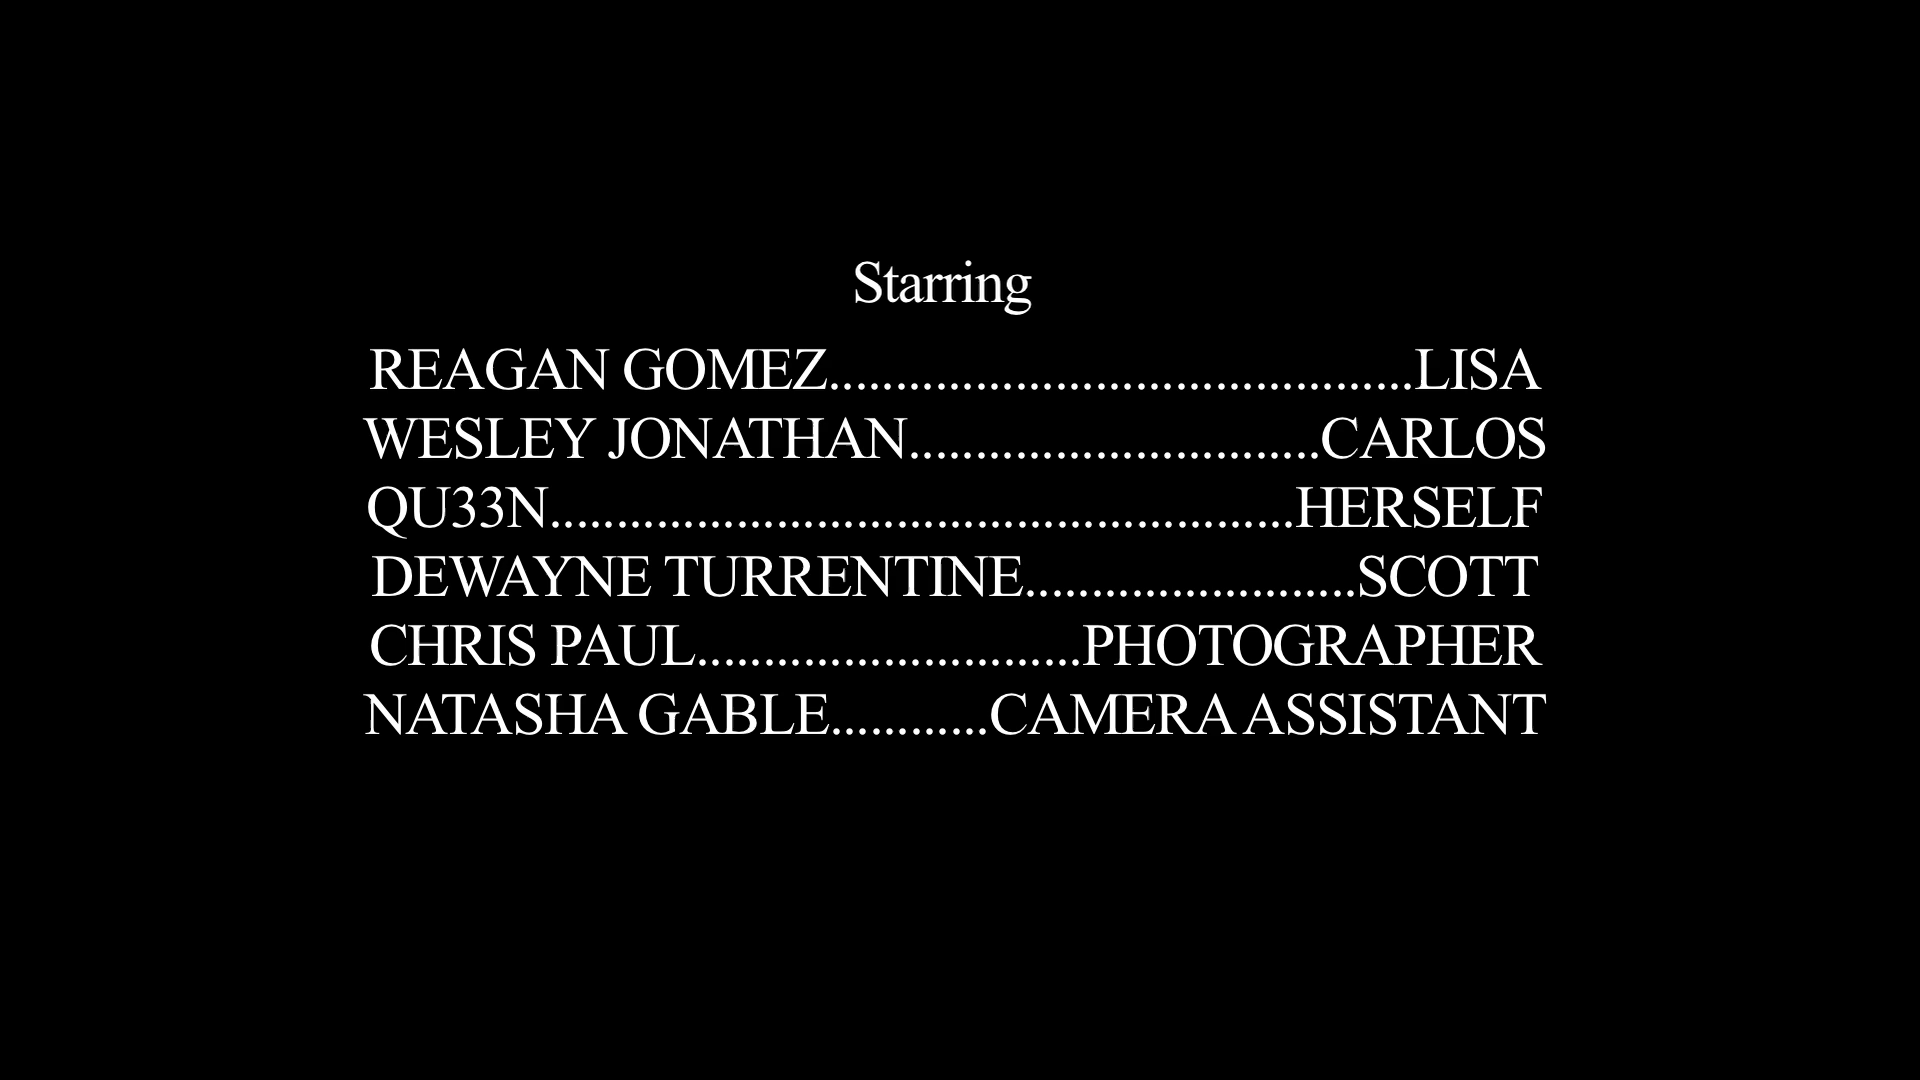 Starring
REAGAN GOMEZ............................................LISA
WESLEY JONATHAN...............................CARLOS
QU33N........................................................HERSELF
DEWAYNE TURRENTINE.........................SCOTT
CHRIS PAUL.............................PHOTOGRAPHER
NATASHA GABLE............CAMERA ASSISTANT